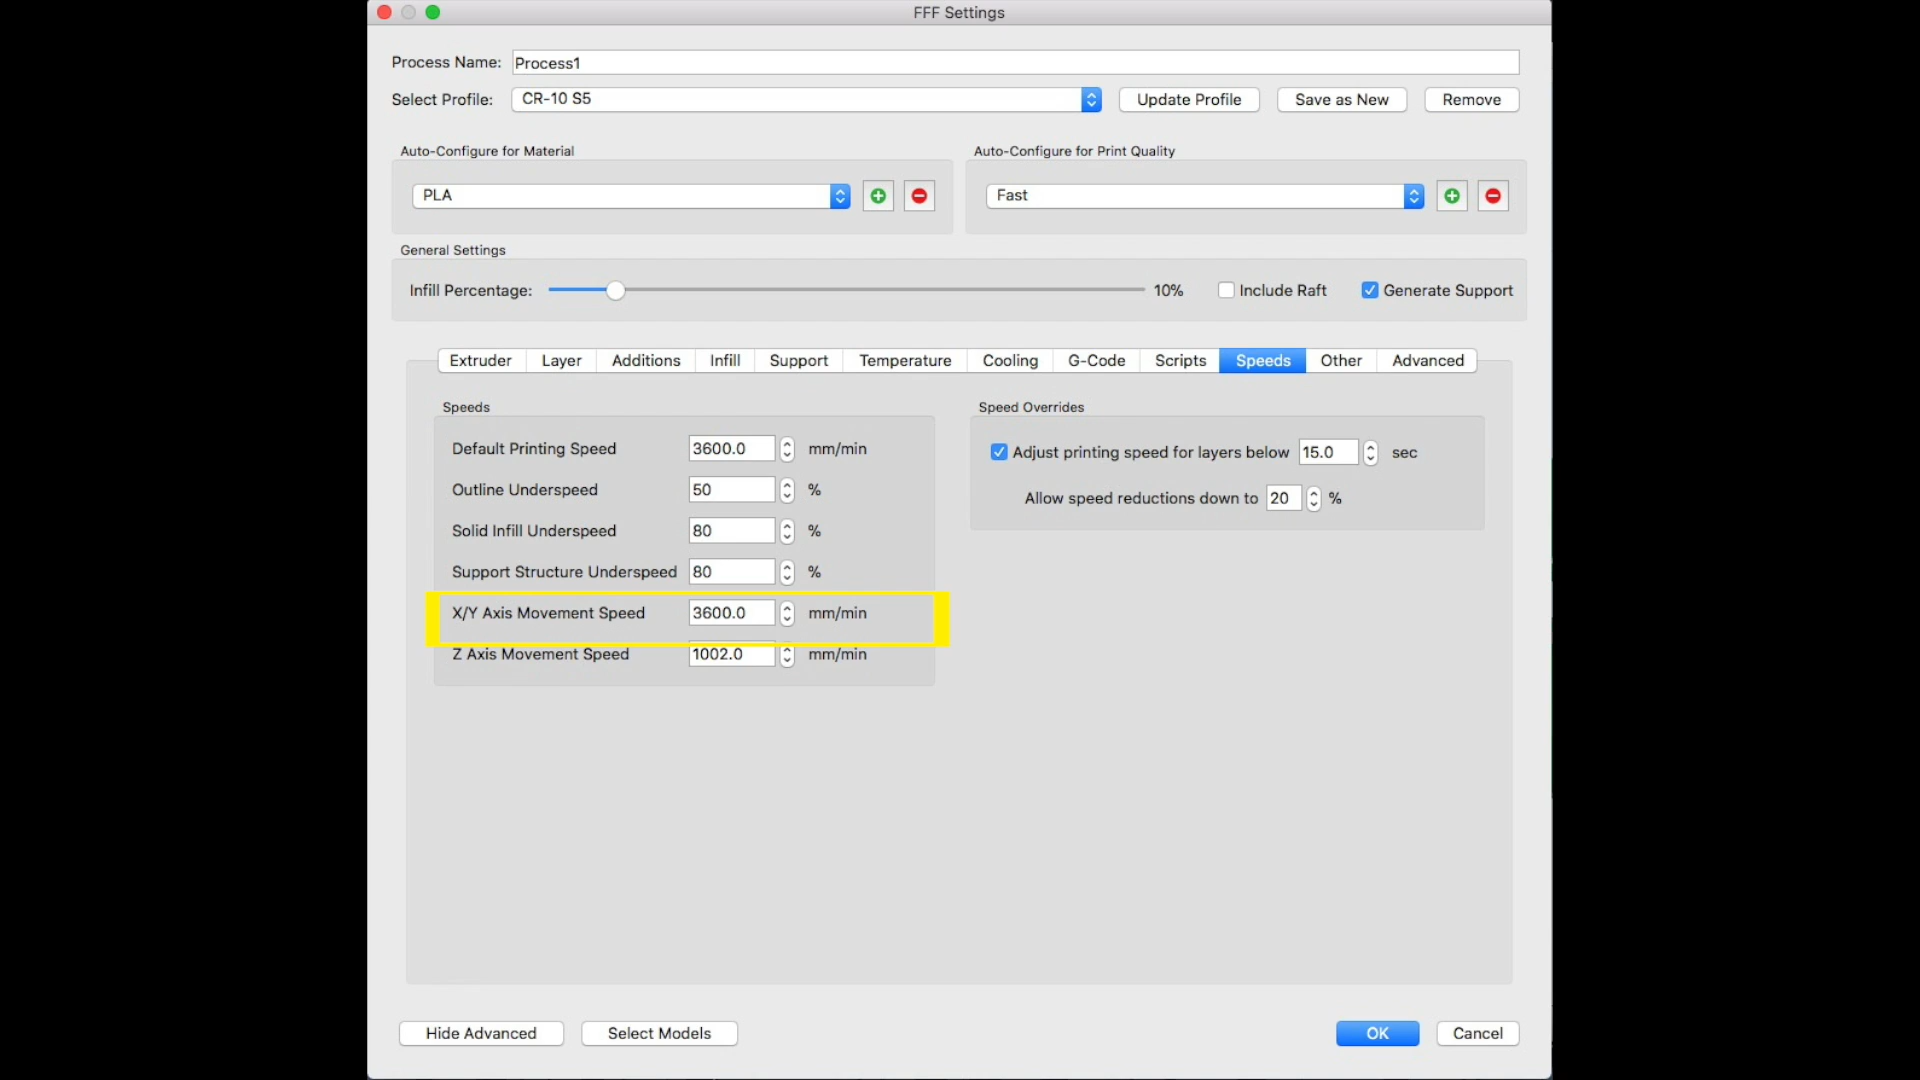 FFF Settings
Process Name: Process1
Select Profile: CR-10 S5 Update Profile Save as New Remove
Auto-Configure for Material Auto-Configure for Print Quality
PLA Fast
General Settings
Infill Percentage: 10% Include Raft Generate Support
Extruder Layer Additions Infill Support Temperature Cooling G-Code Scripts Speeds Other Advanced
Speeds Speed Overrides
Default Printing Speed 3600.0 mm/min Adjust printing speed for layers below 15.0 sec
Outline Underspeed 50 % Allow speed reductions down to 20 %
Solid Infill Underspeed 80 %
Support Structure Underspeed 80 %
X/Y Axis Movement Speed 3600.0 mm/min
Z Axis Movement Speed 1002.0 mm/min
Hide Advanced Select Models OK Cancel